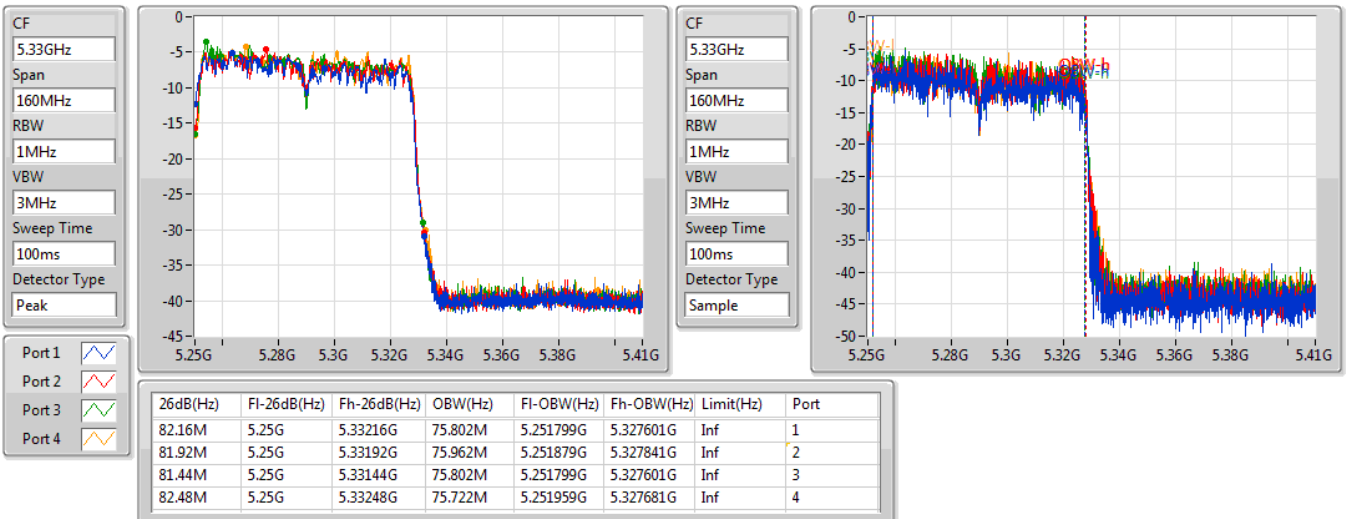 CF
5.33GHz
Span
160MHz
RBW
1MHz
VBW
3MHz
Sweep Time
100ms
Detector Type
Peak
0
-5
-10
-15
-20
-25
-30
-35
-40
-45
5.25G 5.28G 5.3G 5.32G 5.34G 5.36G 5.38G 5.41G
CF
5.33GHz
Span
160MHz
RBW
1MHz
VBW
3MHz
Sweep Time
100ms
Detector Type
Sample
0
-5
-10
-15
-20
-25
-30
-35
-40
-45
-50
5.25G 5.28G 5.3G 5.32G 5.34G 5.36G 5.38G 5.41G
Port 1
Port 2
Port 3
Port 4
26dB(Hz) Fl-26dB(Hz) Fh-26dB(Hz) OBW(Hz) Fl-OBW(Hz) Fh-OBW(Hz) Limit(Hz) Port
82.16M 5.25G 5.33216G 75.802M 5.251799G 5.327601G Inf 1
81.92M 5.25G 5.33192G 75.962M 5.251879G 5.327841G Inf 2
81.44M 5.25G 5.33144G 75.802M 5.251799G 5.327601G Inf 3
82.48M 5.25G 5.33248G 75.722M 5.251959G 5.327681G Inf 4